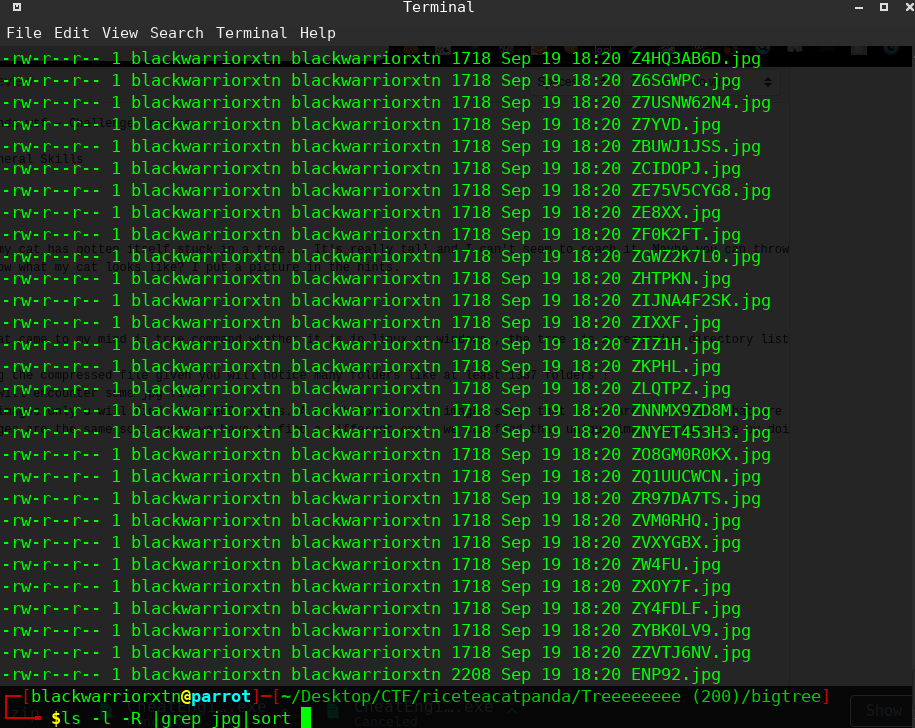 Terminal
File Edit View Search Terminal Help
-rw-r--r-- 1 blackwarriorxtn blackwarriorxtn 1718 Sep 19 18:20 Z4HQ3AB6D.jpg
-rw-r--r-- 1 blackwarriorxtn blackwarriorxtn 1718 Sep 19 18:20 Z6SGWPC.jpg
-rw-r--r-- 1 blackwarriorxtn blackwarriorxtn 1718 Sep 19 18:20 Z7USNW62N4.jpg
-rw-r--r-- 1 blackwarriorxtn blackwarriorxtn 1718 Sep 19 18:20 Z7YVD.jpg
-rw-r--r-- 1 blackwarriorxtn blackwarriorxtn 1718 Sep 19 18:20 ZBUWJ1JSS.jpg
-rw-r--r-- 1 blackwarriorxtn blackwarriorxtn 1718 Sep 19 18:20 ZCIDOPJ.jpg
-rw-r--r-- 1 blackwarriorxtn blackwarriorxtn 1718 Sep 19 18:20 ZE75V5CYG8.jpg
-rw-r--r-- 1 blackwarriorxtn blackwarriorxtn 1718 Sep 19 18:20 ZE8XX.jpg
-rw-r--r-- 1 blackwarriorxtn blackwarriorxtn 1718 Sep 19 18:20 ZF0K2FT.jpg
-rw-r--r-- 1 blackwarriorxtn blackwarriorxtn 1718 Sep 19 18:20 ZGWZ2K7L0.jpg
-rw-r--r-- 1 blackwarriorxtn blackwarriorxtn 1718 Sep 19 18:20 ZHTPKN.jpg
-rw-r--r-- 1 blackwarriorxtn blackwarriorxtn 1718 Sep 19 18:20 ZIJNA4F2SK.jpg
-rw-r--r-- 1 blackwarriorxtn blackwarriorxtn 1718 Sep 19 18:20 ZIXXF.jpg
-rw-r--r-- 1 blackwarriorxtn blackwarriorxtn 1718 Sep 19 18:20 ZIZ1H.jpg
-rw-r--r-- 1 blackwarriorxtn blackwarriorxtn 1718 Sep 19 18:20 ZKPHL.jpg
-rw-r--r-- 1 blackwarriorxtn blackwarriorxtn 1718 Sep 19 18:20 ZLQTPZ.jpg
-rw-r--r-- 1 blackwarriorxtn blackwarriorxtn 1718 Sep 19 18:20 ZNNMX9ZD8M.jpg
-rw-r--r-- 1 blackwarriorxtn blackwarriorxtn 1718 Sep 19 18:20 ZNYET453H3.jpg
-rw-r--r-- 1 blackwarriorxtn blackwarriorxtn 1718 Sep 19 18:20 ZO8GM0R0KX.jpg
-rw-r--r-- 1 blackwarriorxtn blackwarriorxtn 1718 Sep 19 18:20 ZQ1UUCWCN.jpg
-rw-r--r-- 1 blackwarriorxtn blackwarriorxtn 1718 Sep 19 18:20 ZR97DA7TS.jpg
-rw-r--r-- 1 blackwarriorxtn blackwarriorxtn 1718 Sep 19 18:20 ZVM0RHQ.jpg
-rw-r--r-- 1 blackwarriorxtn blackwarriorxtn 1718 Sep 19 18:20 ZVXYGBX.jpg
-rw-r--r-- 1 blackwarriorxtn blackwarriorxtn 1718 Sep 19 18:20 ZW4FU.jpg
-rw-r--r-- 1 blackwarriorxtn blackwarriorxtn 1718 Sep 19 18:20 ZXOY7F.jpg
-rw-r--r-- 1 blackwarriorxtn blackwarriorxtn 1718 Sep 19 18:20 ZY4FDLF.jpg
-rw-r--r-- 1 blackwarriorxtn blackwarriorxtn 1718 Sep 19 18:20 ZYBK0LV9.jpg
-rw-r--r-- 1 blackwarriorxtn blackwarriorxtn 1718 Sep 19 18:20 ZZVTJ6NV.jpg
-rw-r--r-- 1 blackwarriorxtn blackwarriorxtn 2208 Sep 19 18:20 ENP92.jpg
[blackwarriorxtn@parrot]-[~/Desktop/CTF/riceteacatpanda/Treeeeeeee (200)/bigtree]
$ls -l -R |grep jpg|sort